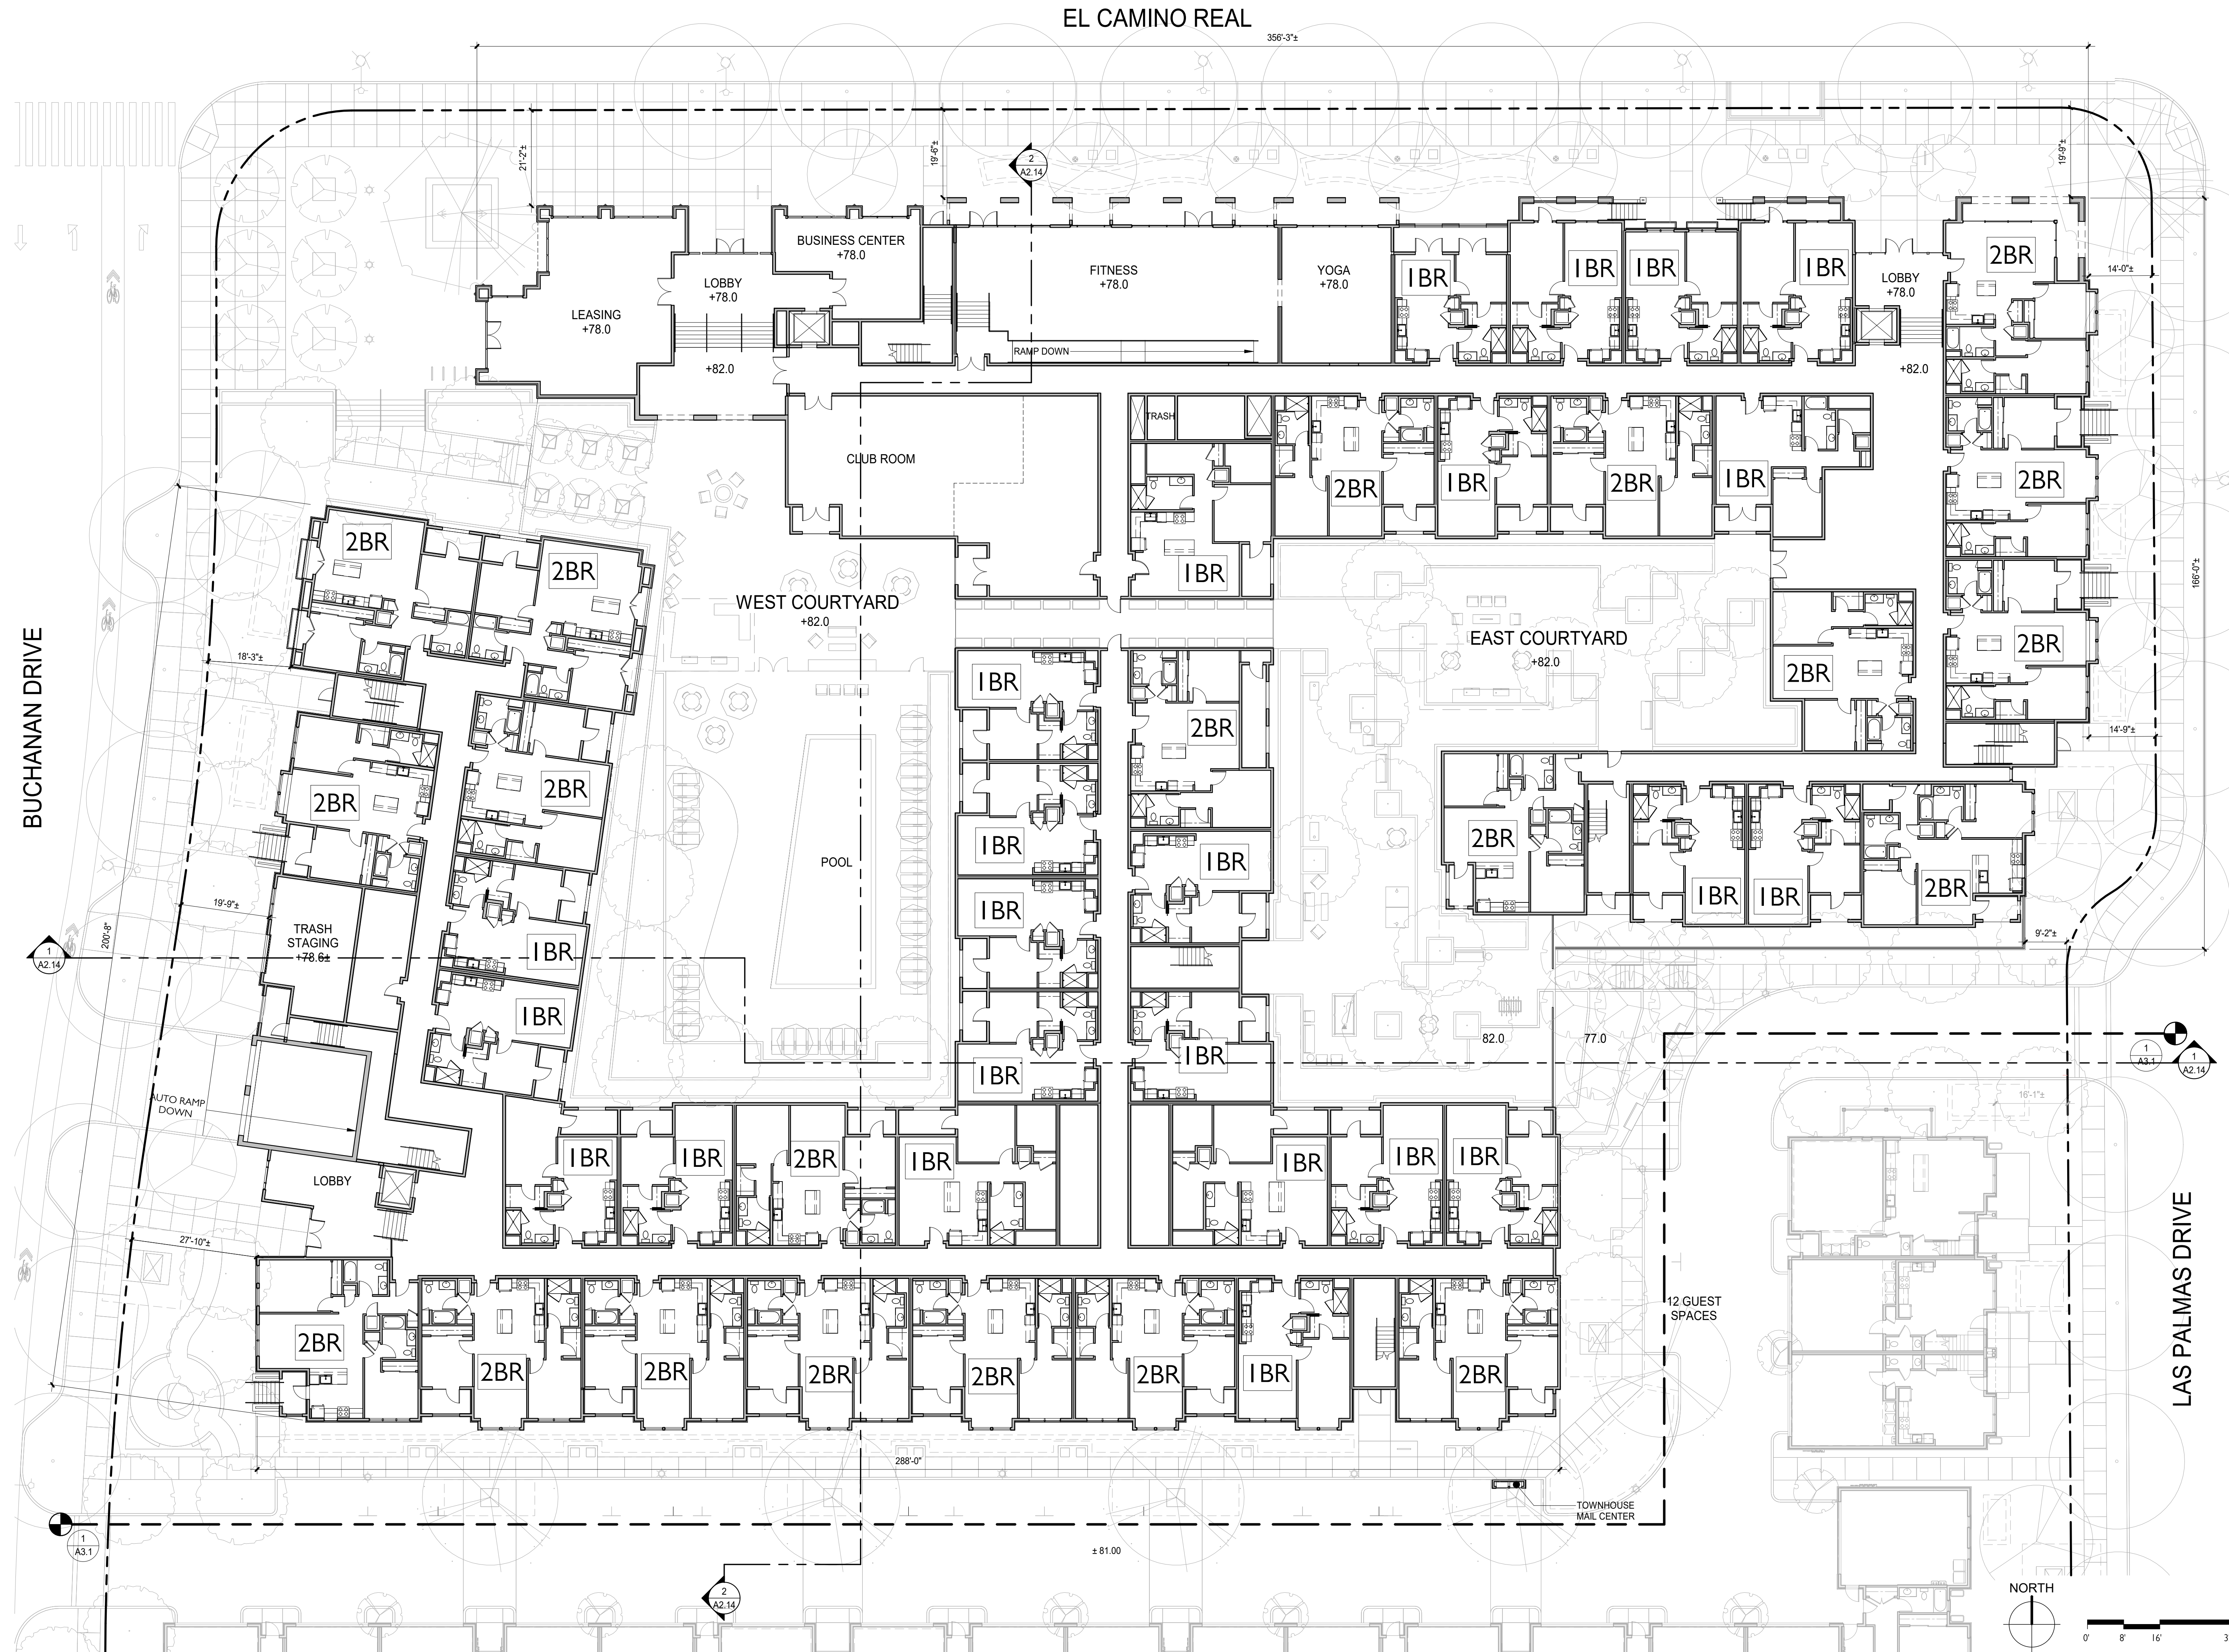 EL CAMINO REAL
356'-3"±
21'-2"±
19'-6"±
2
A2.14
19'-9"±
BUSINESS CENTER
+78.0
LOBBY
+78.0
LEASING
+78.0
FITNESS
+78.0
YOGA
+78.0
1BR
1BR
1BR
1BR
LOBBY
+78.0
2BR
14'-0"±
RAMP DOWN
+82.0
+82.0
TRASH
CLUB ROOM
2BR
1BR
2BR
1BR
2BR
1BR
2BR
2BR
166'-0"±
WEST COURTYARD
+82.0
EAST COURTYARD
+82.0
2BR
2BR
BUCHANAN DRIVE
18'-3"±
1BR
2BR
14'-9"±
2BR
2BR
POOL
1BR
1BR
2BR
1BR
1BR
2BR
19'-9"±
200'-8"
TRASH
STAGING
+78.6±
1BR
1BR
9'-2"±
1
A2.14
1BR
82.0
77.0
1BR
1BR
1
A3.1
1
A2.14
AUTO RAMP
DOWN
16'-1"±
1BR
1BR
2BR
1BR
1BR
1BR
1BR
LOBBY
27'-10"±
LAS PALMAS DRIVE
12 GUEST
SPACES
2BR
2BR
2BR
2BR
2BR
2BR
1BR
2BR
288'-0"
TOWNHOUSE
MAIL CENTER
1
A3.1
± 81.00
2
A2.14
NORTH
0'
8'
16'
3